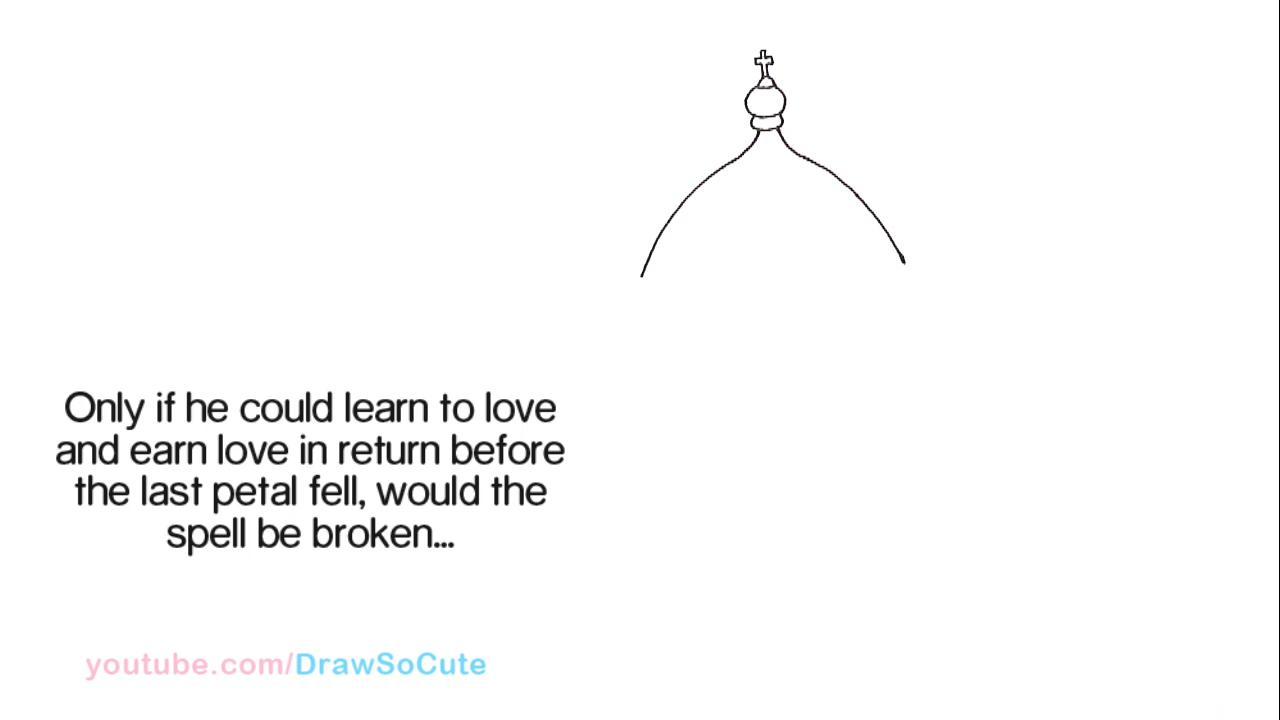 Only if he could learn to love
and earn love in return before
the last petal fell, would the
spell be broken...
youtube.com/DrawSoCute